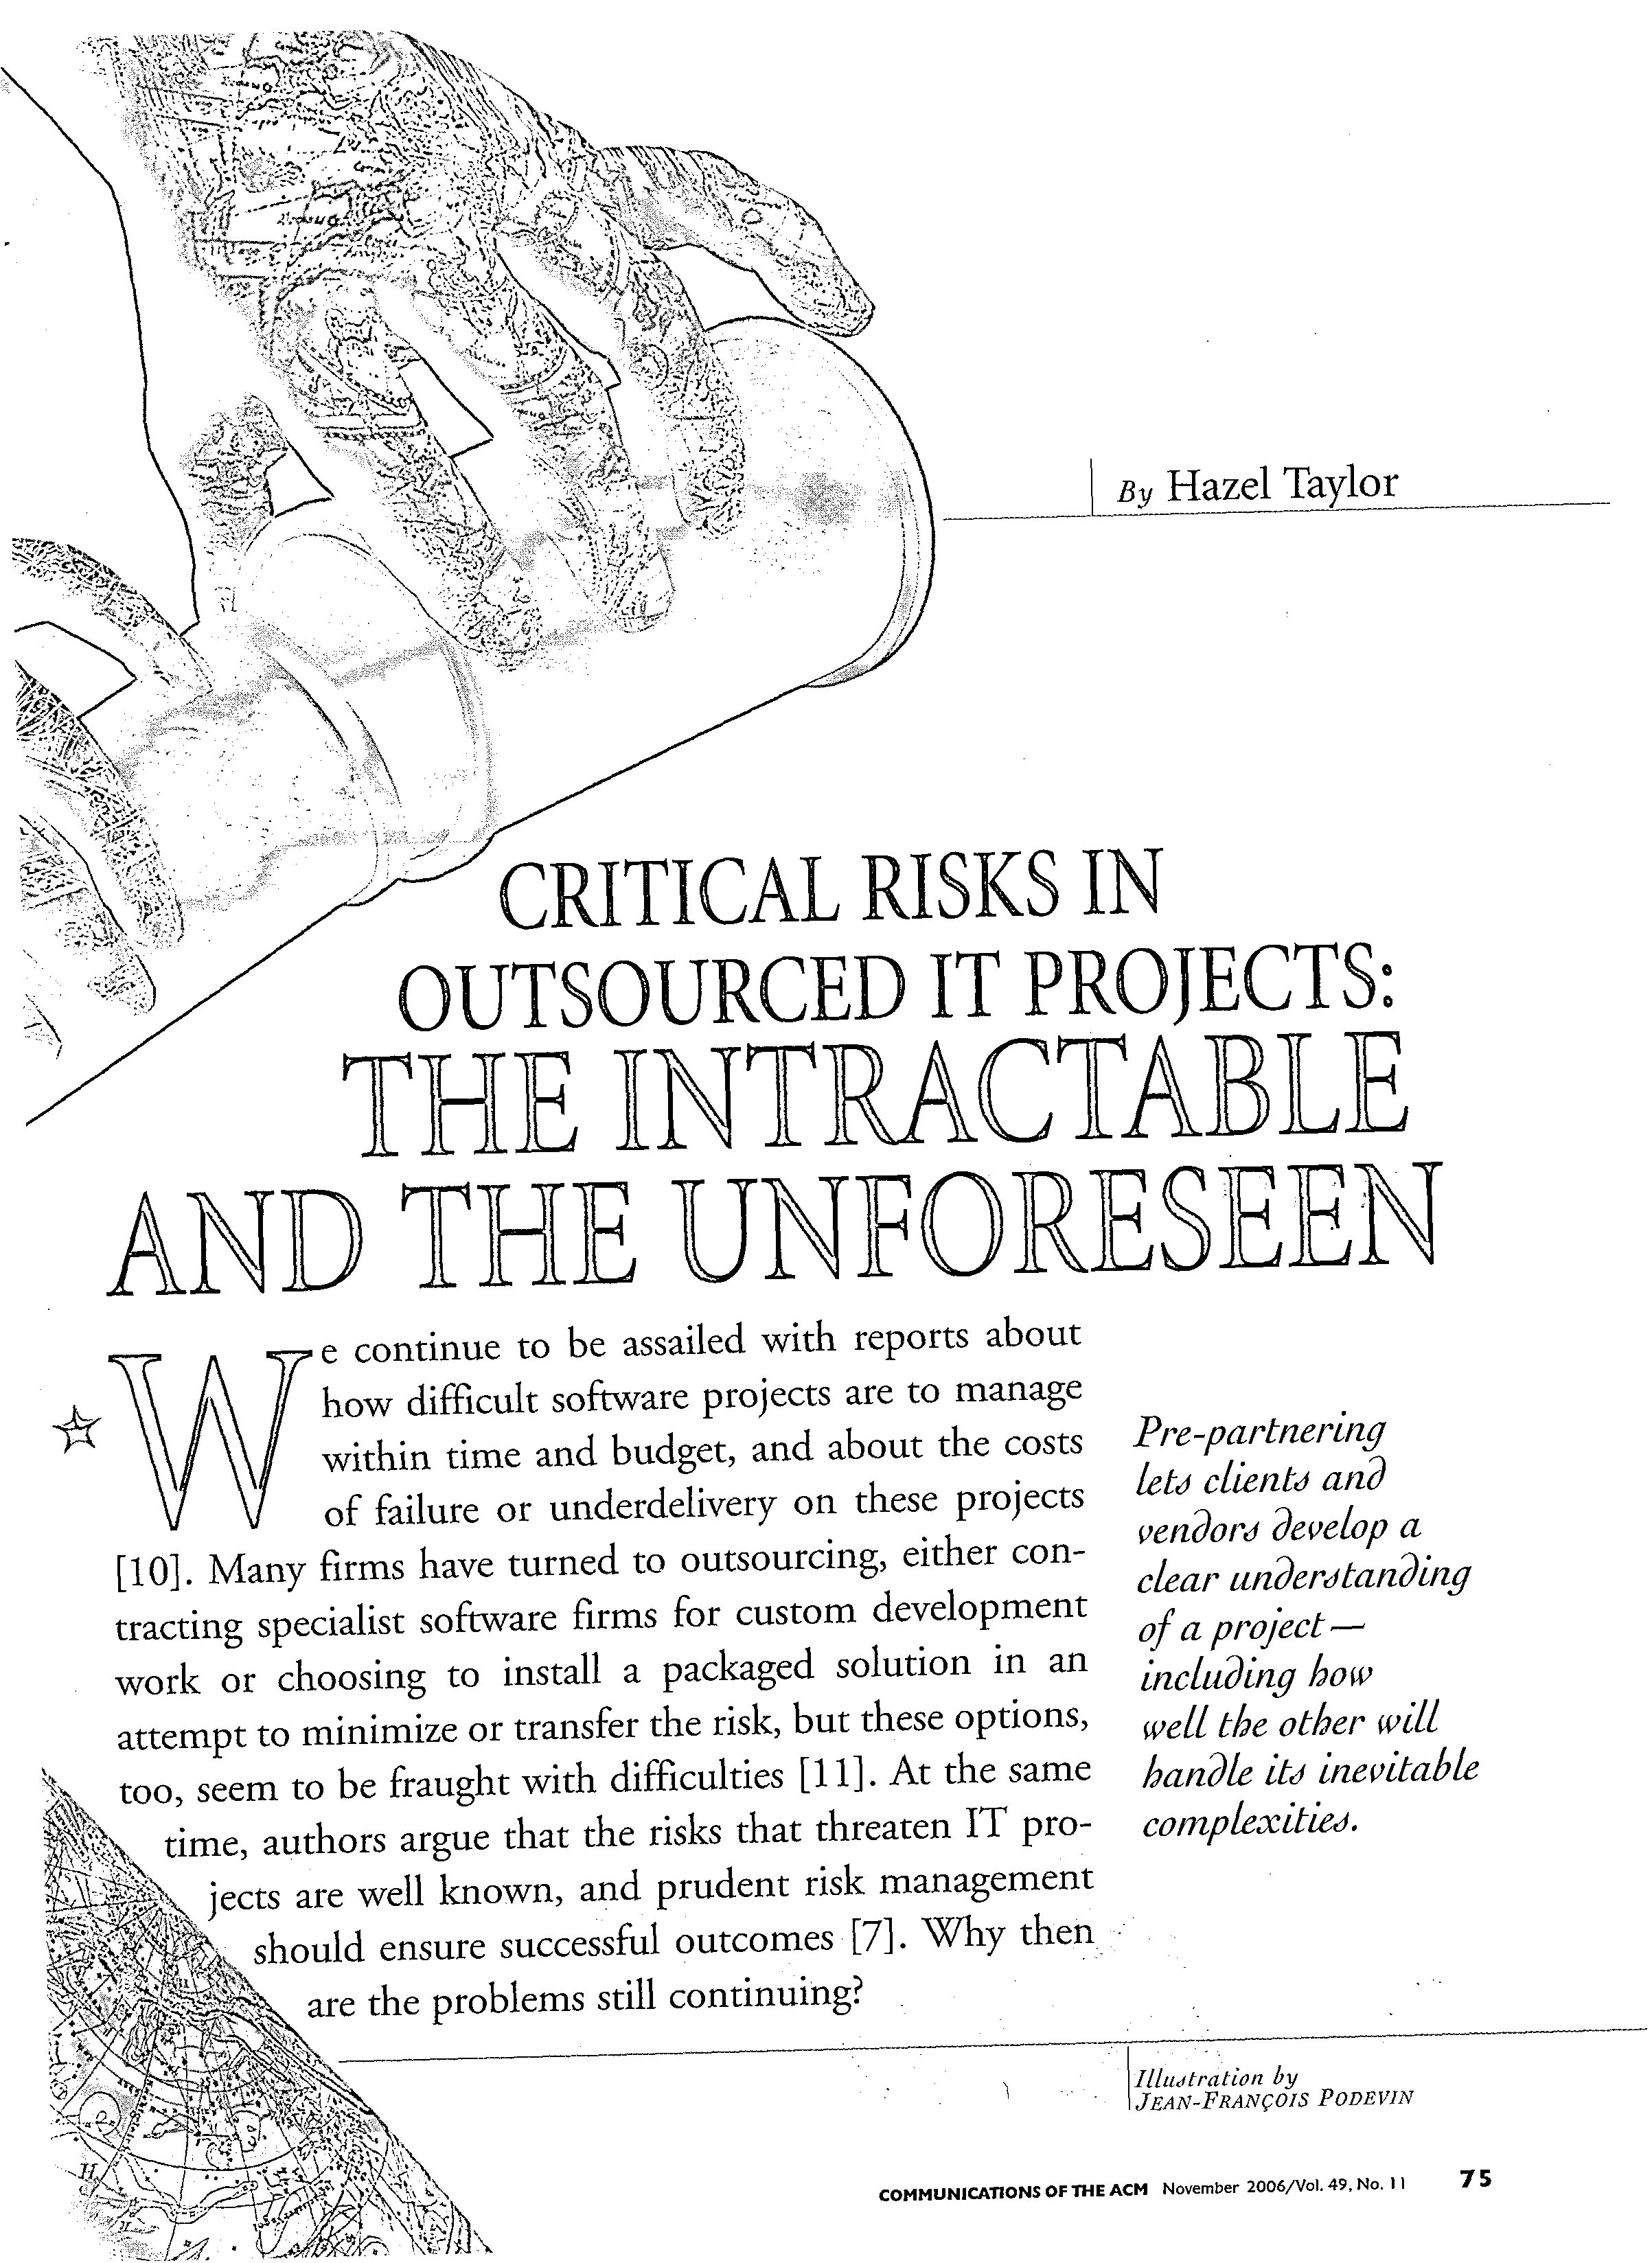 By Hazel Taylor
CRITICAL RISKS IN
OUTSOURCED IT PROJECTS:
THE INTRACTABLE
AND THE UNFORESEEN
We continue to be assailed with reports about
how difficult software projects are to manage
within time and budget, and about the costs
of failure or underdelivery on these projects
[10]. Many firms have turned to outsourcing, either con-
tracting specialist software firms for custom development
work or choosing to install a packaged solution in an
attempt to minimize or transfer the risk, but these options,
too, seem to be fraught with difficulties [11]. At the same
time, authors argue that the risks that threaten IT pro-
jects are well known, and prudent risk management
should ensure successful outcomes [7]. Why then
are the problems still continuing?
Pre-partnering
lets clients and
vendors develop a
clear understanding
of a project—
including how
well the other will
handle its inevitable
complexities.
Illustration by
JEAN-FRANÇOIS PODEVIN
COMMUNICATIONS OF THE ACM November 2006/Vol. 49, No. 11 75